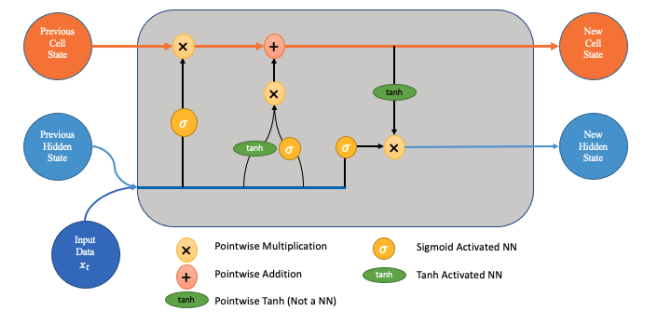 Previous
Cell
State
New
Cell
State
×
+
×
tanh
σ
Previous
Hidden
State
tanh
σ
σ
×
New
Hidden
State
Input
Data
x_t
× Pointwise Multiplication
σ Sigmoid Activated NN
+ Pointwise Addition
tanh Tanh Activated NN
tanh Pointwise Tanh (Not a NN)